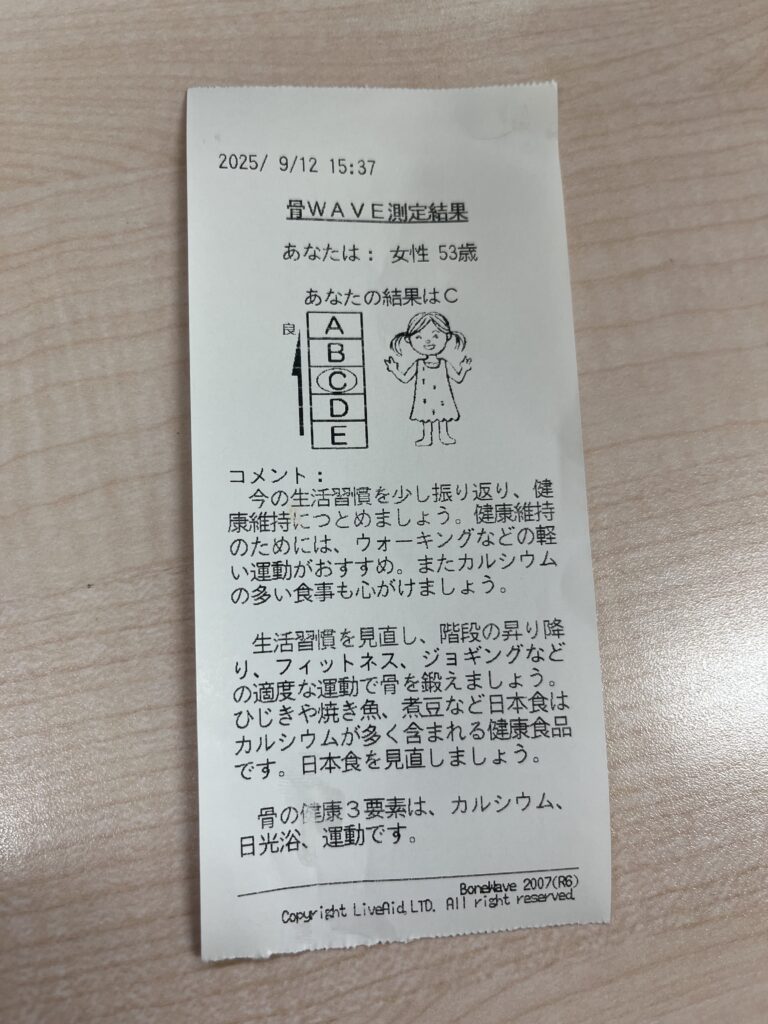 2025/ 9/12 15:37
骨WAVE測定結果
あなたは： 女性 53歳
あなたの結果はC
良
A
B
C
D
E
コメント：
今の生活習慣を少し振り返り、健
康維持につとめましょう。健康維持
のためには、ウォーキングなどの軽
い運動がおすすめ。またカルシウム
の多い食事も心がけましょう。
生活習慣を見直し、階段の昇り降
り、フィットネス、ジョギングなど
の適度な運動で骨を鍛えましょう。
ひじきや焼き魚、煮豆など日本食は
カルシウムが多く含まれる健康食品
です。日本食を見直しましょう。
骨の健康３要素は、カルシウム、
日光浴、運動です。
BoneWave 2007(R6)
Copyright LiveAid,LTD. All right reserved.